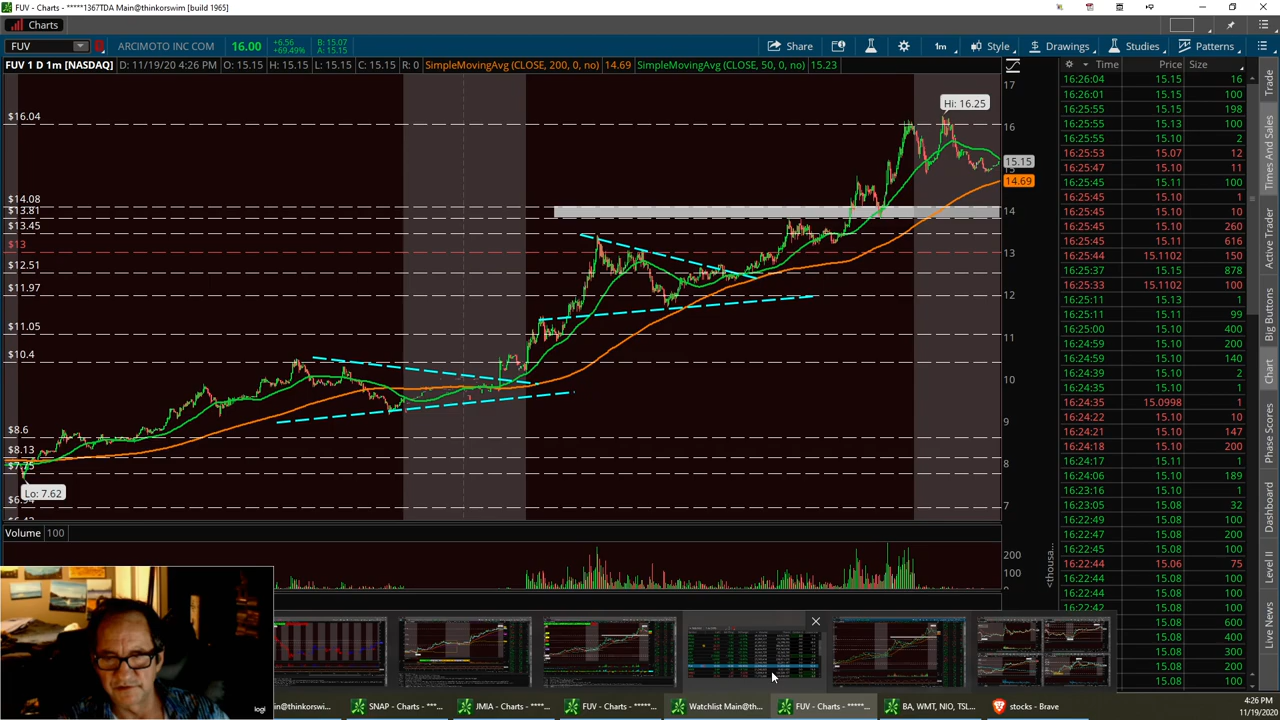 FUV - Charts - *****1367TDA Main@thinkorswim [build 1965]
Charts
FUV ARCIMOTO INC COM 16.00 +6.56 +69.49% B: 15.07 A: 15.15 Share 1m Style Drawings Studies Patterns
FUV 1 D 1m [NASDAQ] D: 11/19/20 4:26 PM O: 15.15 H: 15.15 L: 15.15 C: 15.15 R: 0 SimpleMovingAvg (CLOSE, 200, 0, no) 14.69 SimpleMovingAvg (CLOSE, 50, 0, no) 15.23
Hi: 16.25
$16.04
$14.08
$13.81
$13.45
$13
$12.51
$11.97
$11.05
$10.4
$8.6
$8.13
$7.75
Lo: 7.62
17
16
15.15
15
14.69
14
13
12
11
10
9
8
7
Volume 100
200
100
<thousa...
Time Price Size
16:26:04 15.15 16
16:26:01 15.15 100
16:25:55 15.15 198
16:25:55 15.13 100
16:25:55 15.10 2
16:25:53 15.07 12
16:25:47 15.10 11
16:25:45 15.11 100
16:25:45 15.10 1
16:25:45 15.10 10
16:25:45 15.10 260
16:25:45 15.11 616
16:25:44 15.1102 150
16:25:37 15.11 878
16:25:33 15.1102 100
16:25:11 15.13 1
16:25:11 15.11 99
16:25:00 15.10 400
16:24:59 15.10 200
16:24:59 15.10 140
16:24:39 15.10 2
16:24:35 15.10 1
16:24:35 15.0998 1
16:24:22 15.10 10
16:24:21 15.10 147
16:24:18 15.10 200
16:24:17 15.11 1
16:24:06 15.10 189
16:23:16 15.10 1
16:23:05 15.08 32
16:22:49 15.08 100
16:22:47 15.08 200
16:22:45 15.08 100
16:22:44 15.06 75
16:22:44 15.08 100
16:22:42 15.08 100
15.08 600
15.08 400
15.08 300
15.08 200
15.08 100
Trade
Times And Sales
Active Trader
Big Buttons
Chart
Phase Scores
Dashboard
Level II
Live News
logi
in@thinkorswi...
SNAP - Charts - ***...
JMIA - Charts - ****...
FUV - Charts - ****...
Watchlist Main@th...
FUV - Charts - ****...
BA, WMT, NIO, TSL...
stocks - Brave
4:26 PM
11/19/2020